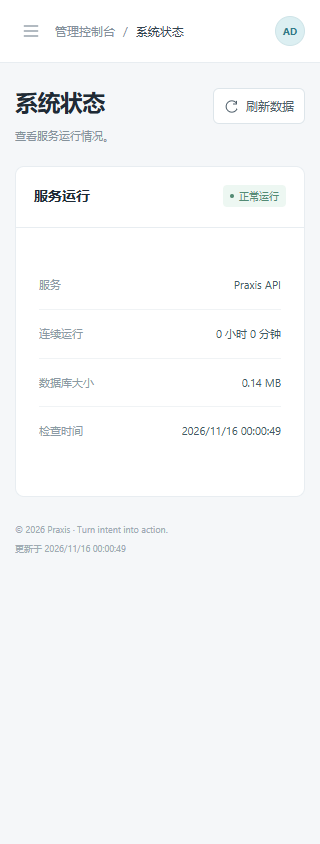 管理控制台 / 系统状态
AD
系统状态
刷新数据
查看服务运行情况。
服务运行
正常运行
服务 Praxis API
连续运行 0 小时 0 分钟
数据库大小 0.14 MB
检查时间 2026/11/16 00:00:49
© 2026 Praxis · Turn intent into action.
更新于 2026/11/16 00:00:49